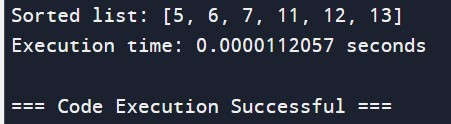 Sorted list: [5, 6, 7, 11, 12, 13]
Execution time: 0.0000112057 seconds
=== Code Execution Successful ===